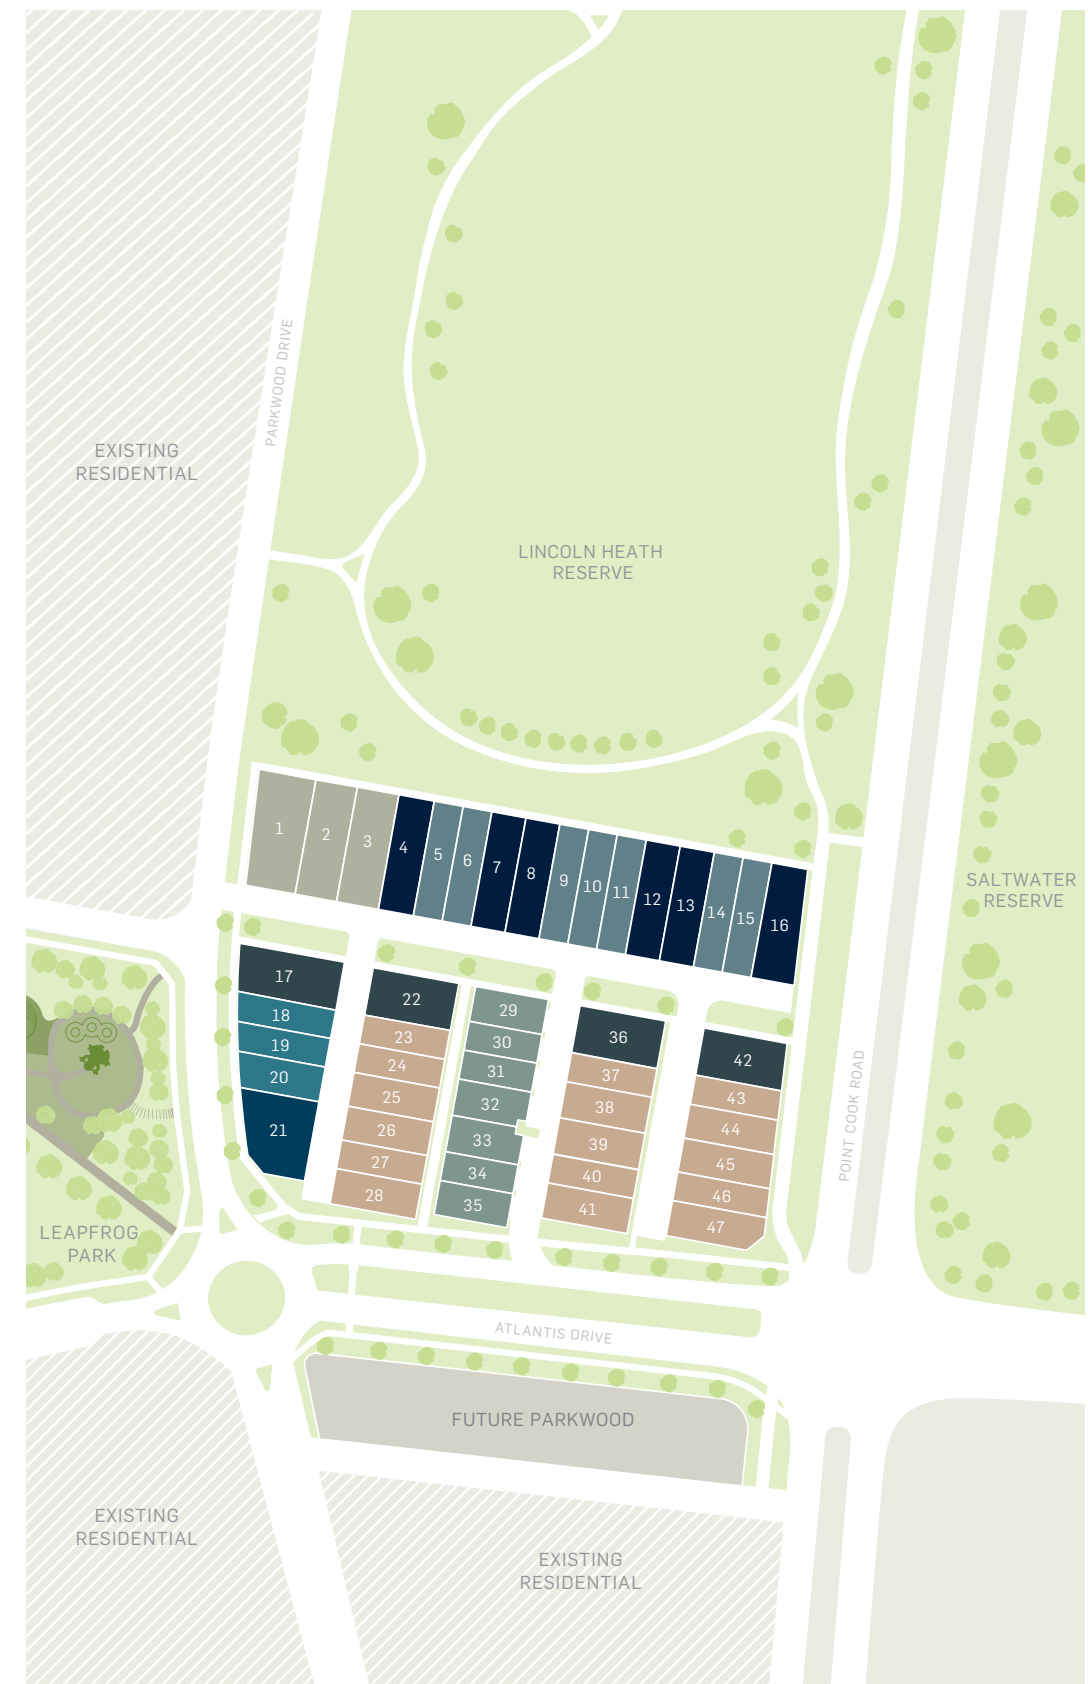 PARKWOOD DRIVE
EXISTING
RESIDENTIAL
LINCOLN HEATH
RESERVE
1
2
3
4
5
6
7
8
9
10
11
12
13
14
15
16
SALTWATER
RESERVE
17
18
19
20
21
22
23
24
25
26
27
28
29
30
31
32
33
34
35
36
37
38
39
40
41
42
43
44
45
46
47
POINT COOK ROAD
LEAPFROG
PARK
ATLANTIS DRIVE
FUTURE PARKWOOD
EXISTING
RESIDENTIAL
EXISTING
RESIDENTIAL